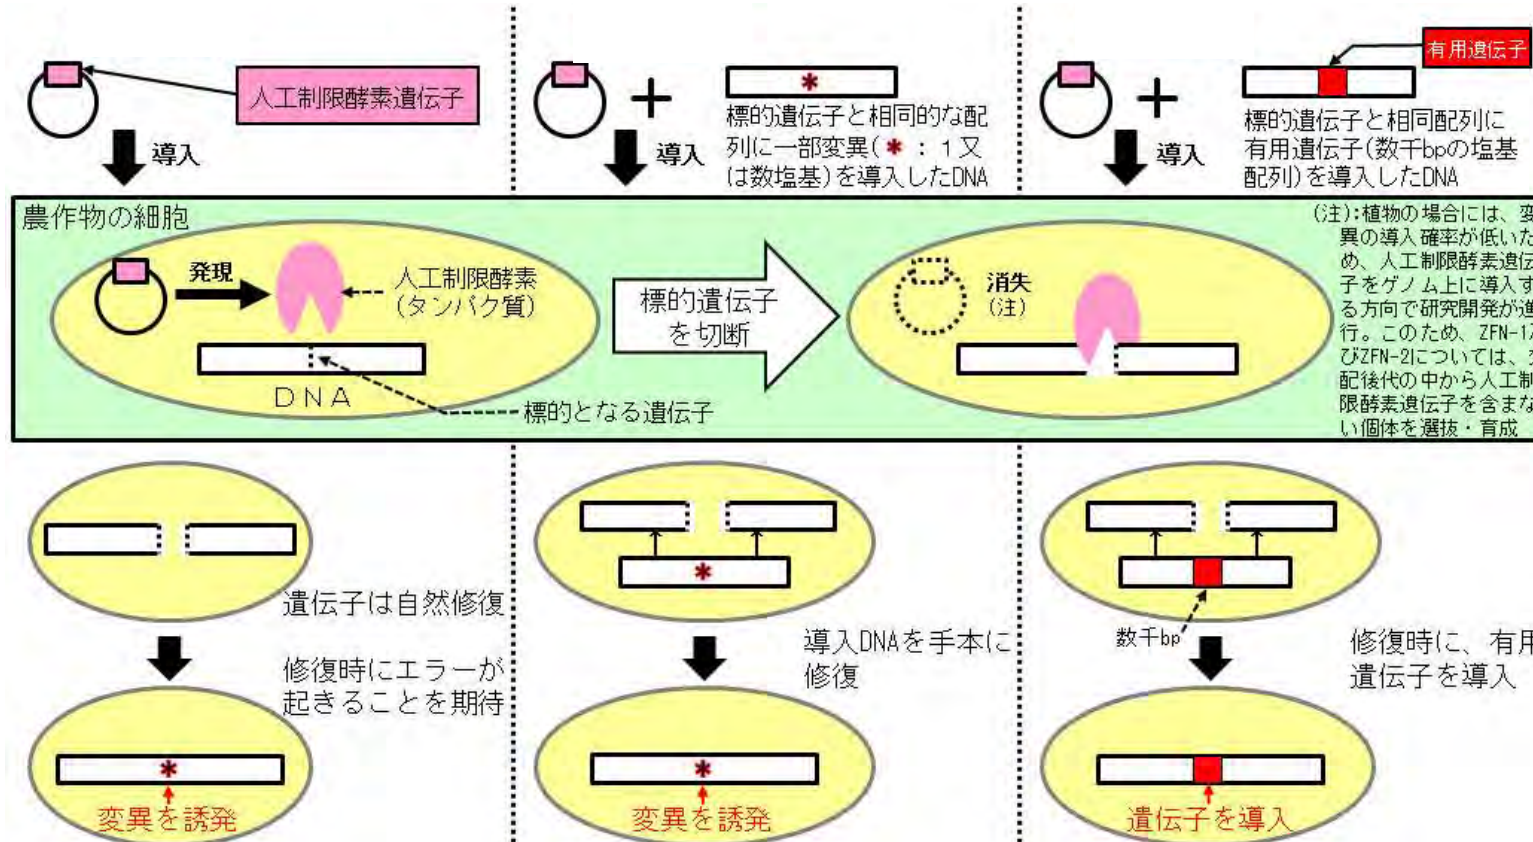 人工制限酵素遺伝子
導入
＋
*
標的遺伝子と相同的な配
列に一部変異(*：1又
は数塩基)を導入したDNA
導入
＋
有用遺伝子
標的遺伝子と相同配列に
有用遺伝子(数千bpの塩基
配列)を導入したDNA
導入
農作物の細胞
発現
人工制限酵素
(タンパク質)
DNA
標的となる遺伝子
標的遺伝子
を切断
消失
(注)
(注):植物の場合には、変
異の導入確率が低いた
め、人工制限酵素遺伝
子をゲノム上に導入す
る方向で研究開発が進
行。このため、ZFN-1及
びZFN-2については、交
配後代の中から人工制
限酵素遺伝子を含まな
い個体を選抜・育成
遺伝子は自然修復
修復時にエラーが
起きることを期待
*
変異を誘発
*
導入DNAを手本に
修復
*
変異を誘発
数千bp
修復時に、有用
遺伝子を導入
遺伝子を導入